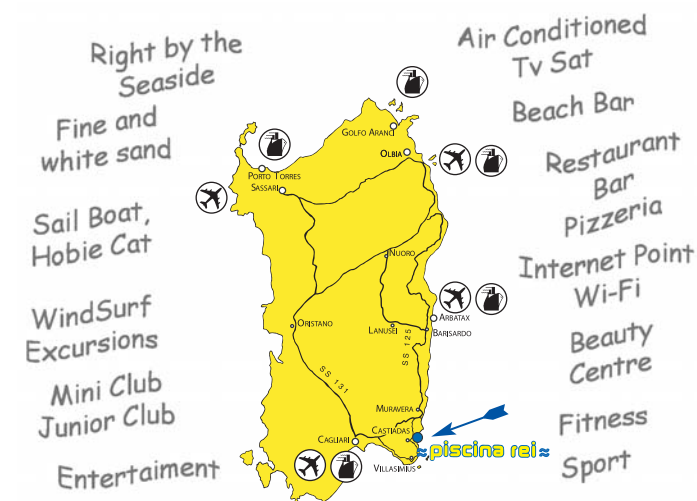 Right by the
Seaside
Fine and
white sand
Sail Boat,
Hobie Cat
WindSurf
Excursions
Mini Club
Junior Club
Entertaiment
GOLFO ARANCI
OLBIA
PORTO TORRES
SASSARI
NUORO
ORISTANO
LANUSEI
ARBATAX
BARISARDO
SS 125
SS 131
MURAVERA
CASTIADAS
CAGLIARI
≈piscina rei≈
VILLASIMIUS
Air Conditioned
Tv Sat
Beach Bar
Restaurant
Bar
Pizzeria
Internet Point
Wi-Fi
Beauty
Centre
Fitness
Sport